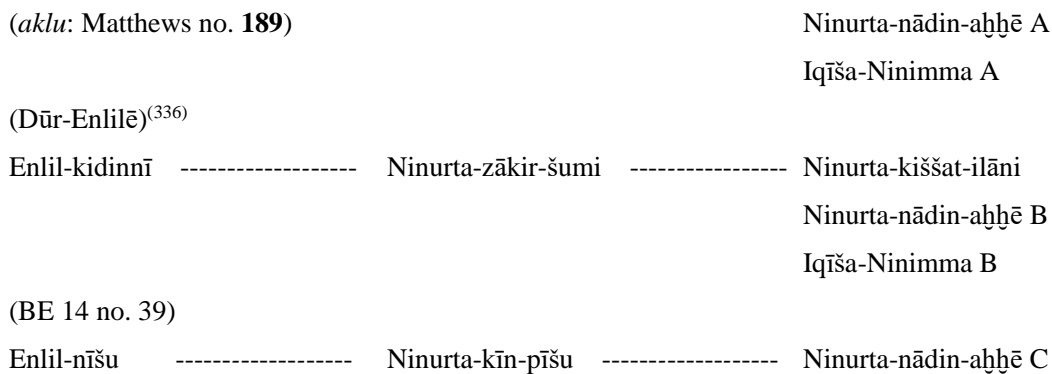 (aklu: Matthews no. 189) Ninurta-nādin-aḫḫē A
Iqīša-Ninimma A
(Dūr-Enlilē)(336)
Enlil-kidinnī ------------------- Ninurta-zākir-šumi ----------------- Ninurta-kiššat-ilāni
Ninurta-nādin-aḫḫē B
Iqīša-Ninimma B
(BE 14 no. 39)
Enlil-nīšu ------------------- Ninurta-kīn-pīšu ------------------- Ninurta-nādin-aḫḫē C